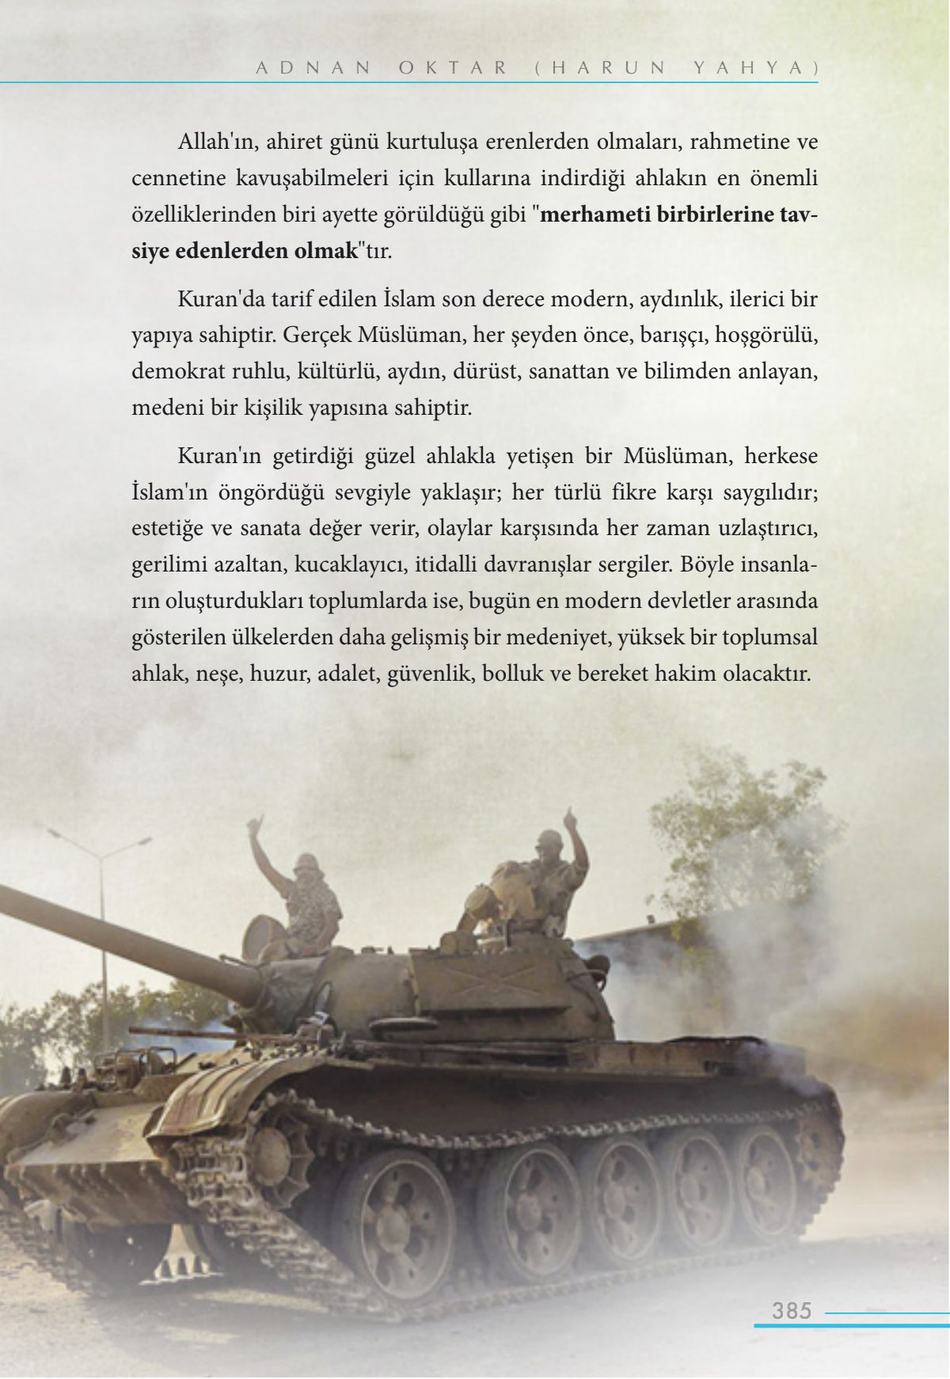 ADNAN OKTAR (HARUN YAHYA)
Allah'ın, ahiret günü kurtuluşa erenlerden olmaları, rahmetine ve
cennetine kavuşabilmeleri için kullarına indirdiği ahlakın en önemli
özelliklerinden biri ayette görüldüğü gibi "merhameti birbirlerine tav-
siye edenlerden olmak"tır.
Kuran'da tarif edilen İslam son derece modern, aydınlık, ilerici bir
yapıya sahiptir. Gerçek Müslüman, her şeyden önce, barışçı, hoşgörülü,
demokrat ruhlu, kültürlü, aydın, dürüst, sanattan ve bilimden anlayan,
medeni bir kişilik yapısına sahiptir.
Kuran'ın getirdiği güzel ahlakla yetişen bir Müslüman, herkese
İslam'ın öngördüğü sevgiyle yaklaşır; her türlü fikre karşı saygılıdır;
estetiğe ve sanata değer verir, olaylar karşısında her zaman uzlaştırıcı,
gerilimi azaltan, kucaklayıcı, itidalli davranışlar sergiler. Böyle insanla-
rın oluşturdukları toplumlarda ise, bugün en modern devletler arasında
gösterilen ülkelerden daha gelişmiş bir medeniyet, yüksek bir toplumsal
ahlak, neşe, huzur, adalet, güvenlik, bolluk ve bereket hakim olacaktır.
385